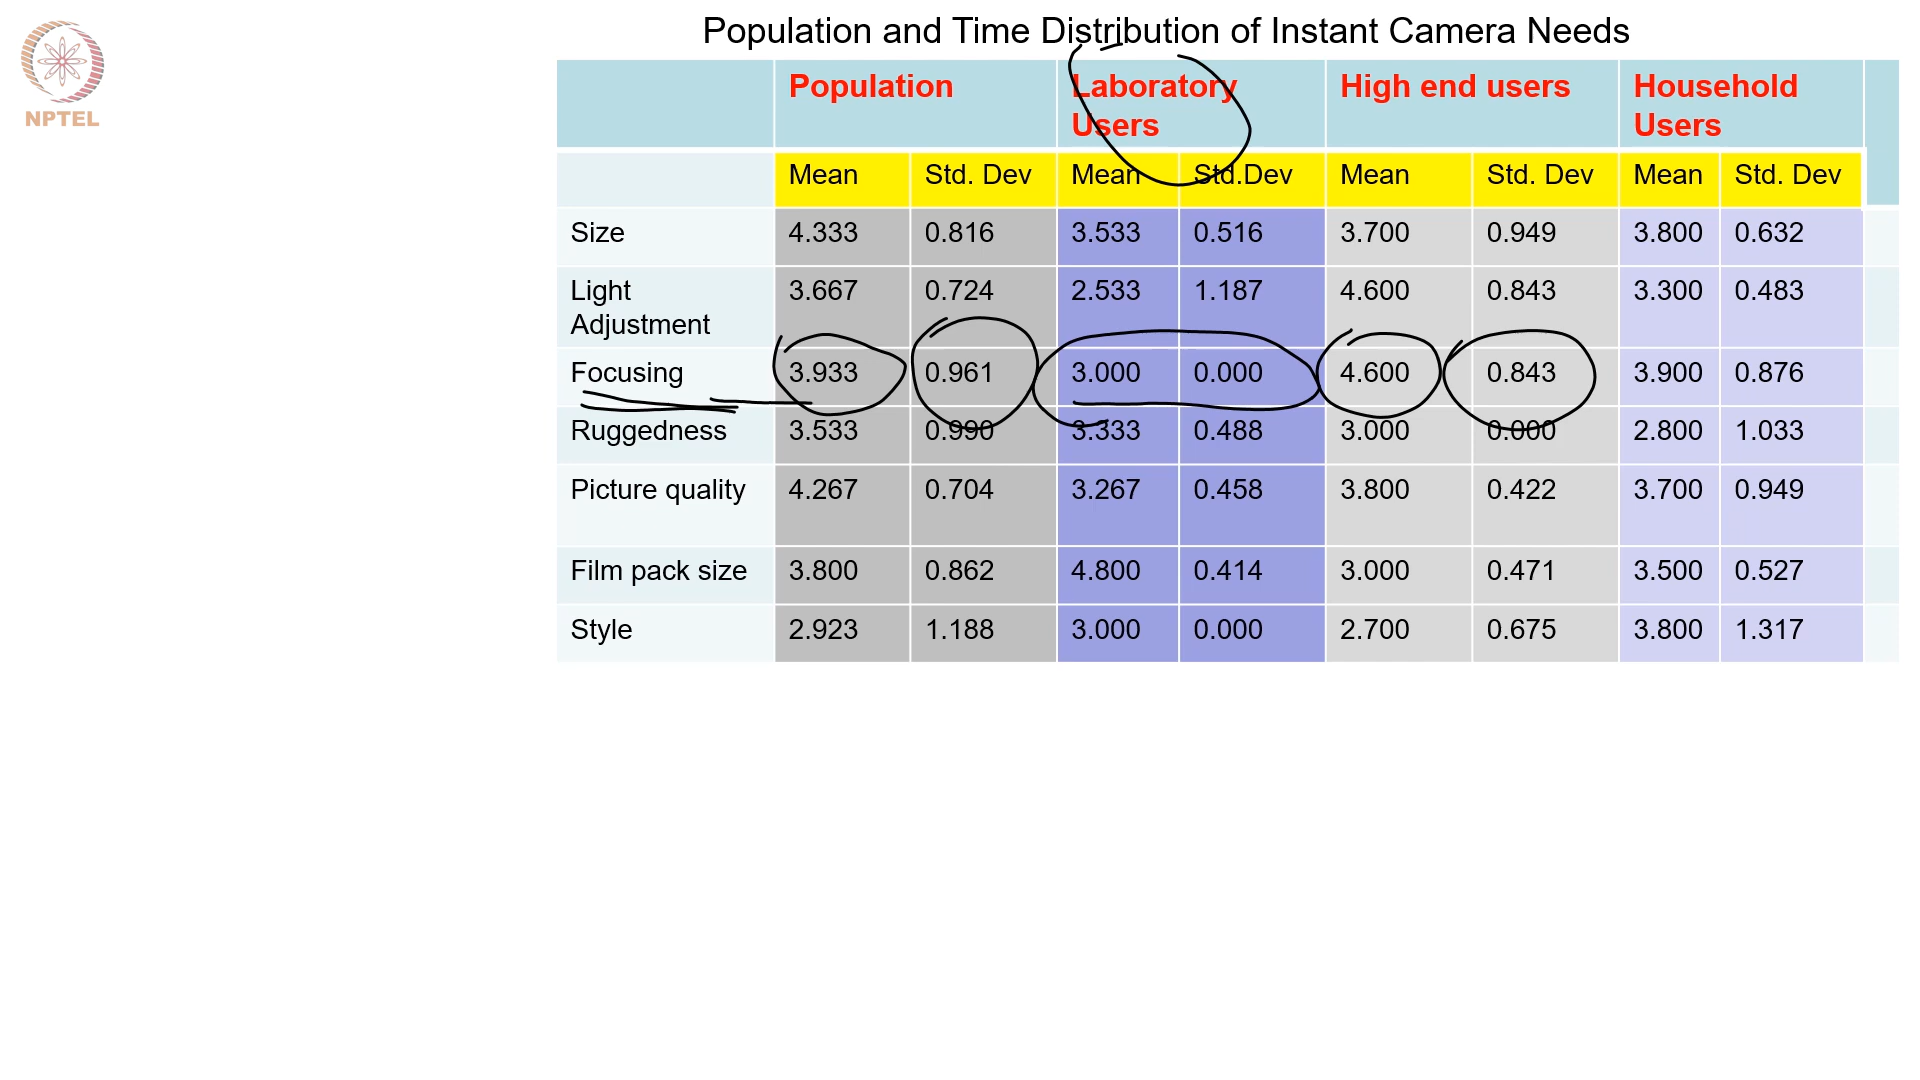 Population and Time Distribution of Instant Camera Needs
NPTEL
Population Laboratory Users High end users Household Users
Mean Std. Dev Mean Std.Dev Mean Std. Dev Mean Std. Dev
Size 4.333 0.816 3.533 0.516 3.700 0.949 3.800 0.632
Light Adjustment 3.667 0.724 2.533 1.187 4.600 0.843 3.300 0.483
Focusing 3.933 0.961 3.000 0.000 4.600 0.843 3.900 0.876
Ruggedness 3.533 0.990 3.333 0.488 3.000 0.000 2.800 1.033
Picture quality 4.267 0.704 3.267 0.458 3.800 0.422 3.700 0.949
Film pack size 3.800 0.862 4.800 0.414 3.000 0.471 3.500 0.527
Style 2.923 1.188 3.000 0.000 2.700 0.675 3.800 1.317